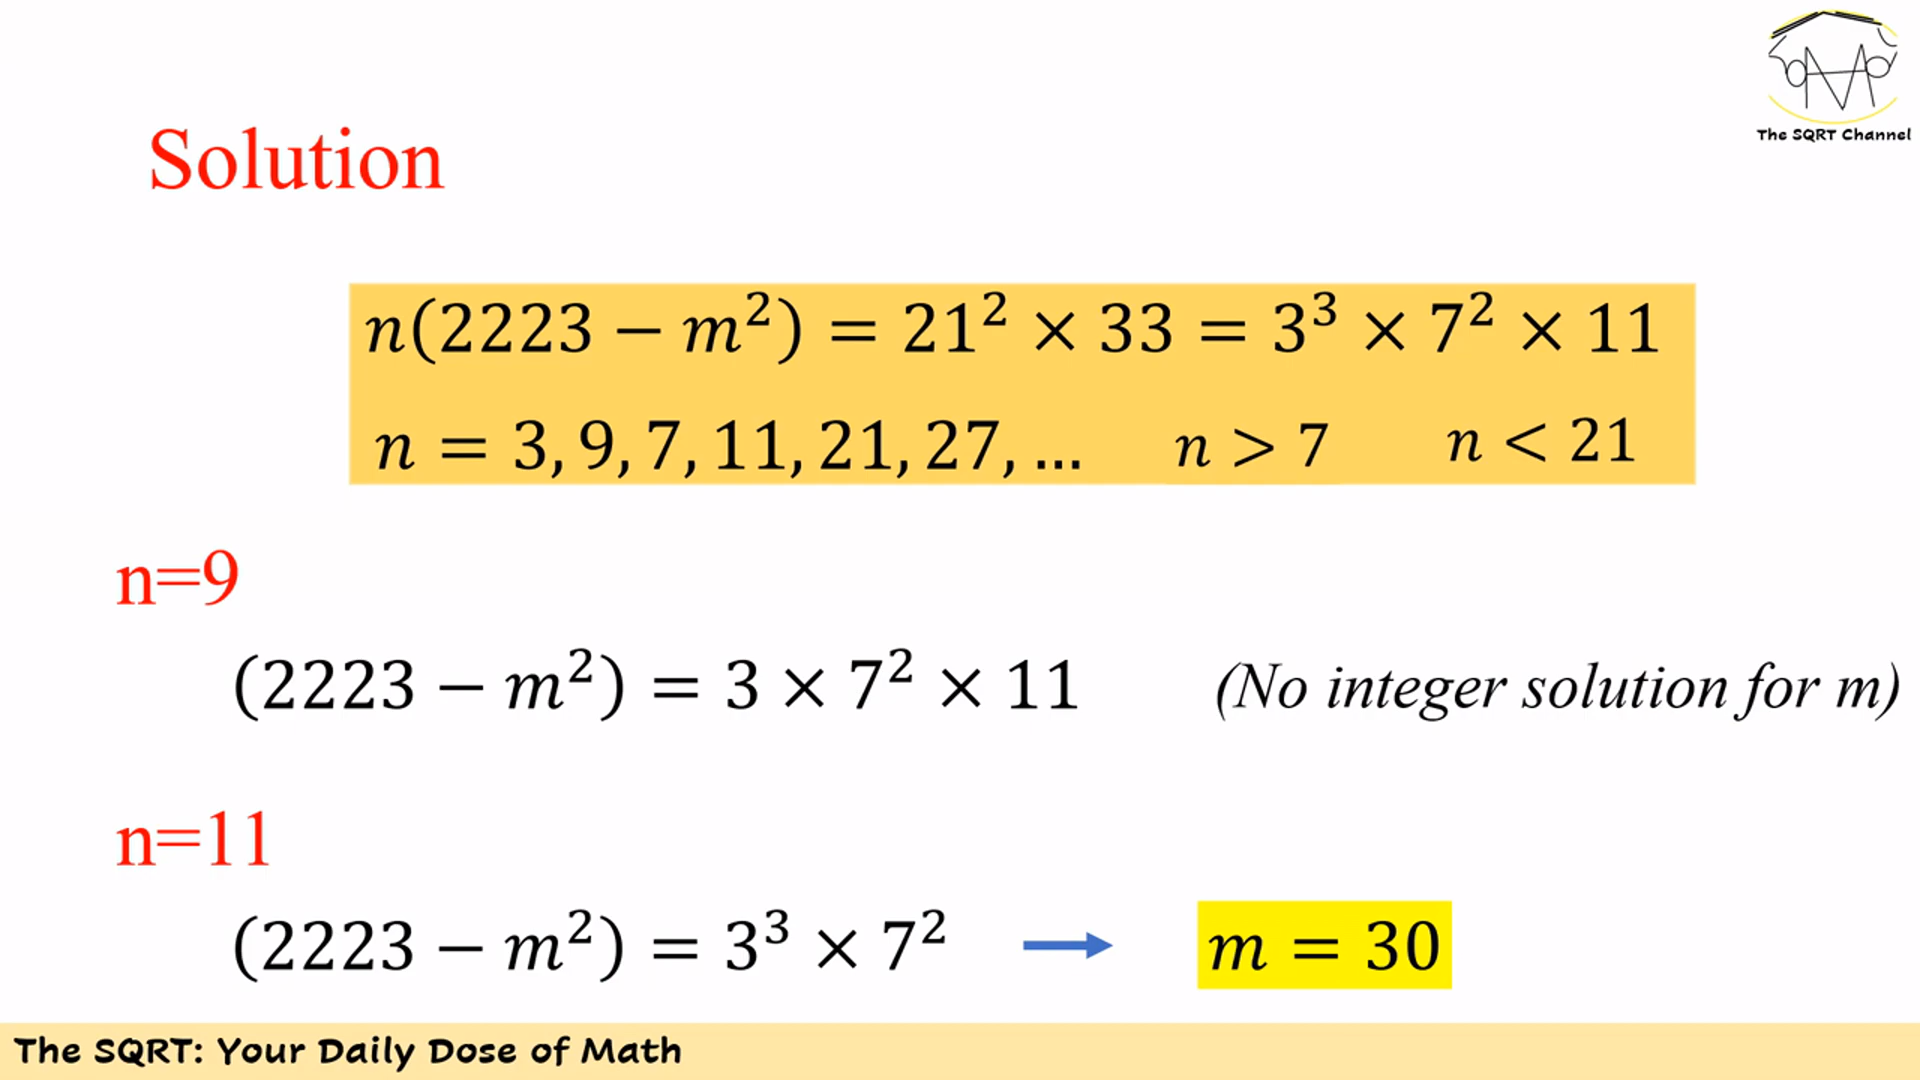 The SQRT Channel
Solution
n(2223 − m²) = 21² × 33 = 3³ × 7² × 11
n = 3, 9, 7, 11, 21, 27, … n > 7 n < 21
n=9
(2223 − m²) = 3 × 7² × 11 (No integer solution for m)
n=11
(2223 − m²) = 3³ × 7² → m = 30
The SQRT: Your Daily Dose of Math